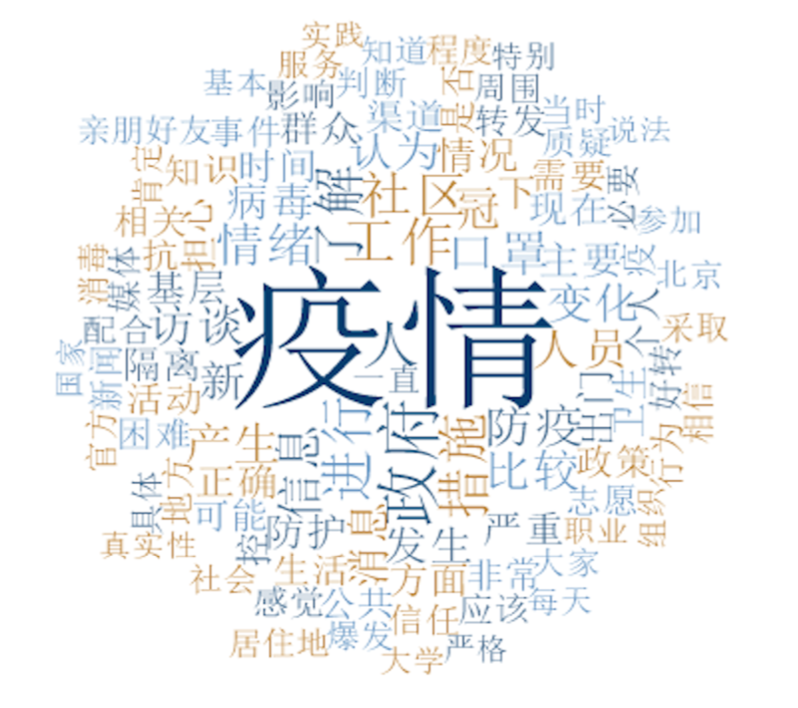 实践
知道
程度
特别
服务
基本
影响
判断
是否
周围
亲朋好友
事件
群众
渠道
转发
当时
质疑
说法
肯定
知识
时间
了解
认为
情况
需要
必要
相关
担心
病毒
社区
冠
一下
现在
参加
消毒
媒体
抗
情绪
工作
口罩
主要
疫
北京
基层
疫情
变化
个人
配合
访谈
人
人员
采取
国家
新闻
隔离
新
一直
出门
卫生
好转
相信
活动
官方
困难
产生
信息
进行
政府
措施
防疫
比较
政策
行为
组织
具体
地方
正确
可能
控
防护
消息
发生
严重
志愿
职业
真实性
社会
生活
方面
非常
大家
感觉
公共
信任
应该
每天
居住地
爆发
大学
严格